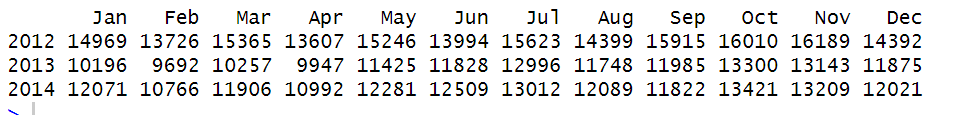 Jan Feb Mar Apr May Jun Jul Aug Sep Oct Nov Dec
2012 14969 13726 15365 13607 15246 13994 15623 14399 15915 16010 16189 14392
2013 10196 9692 10257 9947 11425 11828 12996 11748 11985 13300 13143 11875
2014 12071 10766 11906 10992 12281 12509 13012 12089 11822 13421 13209 12021
>